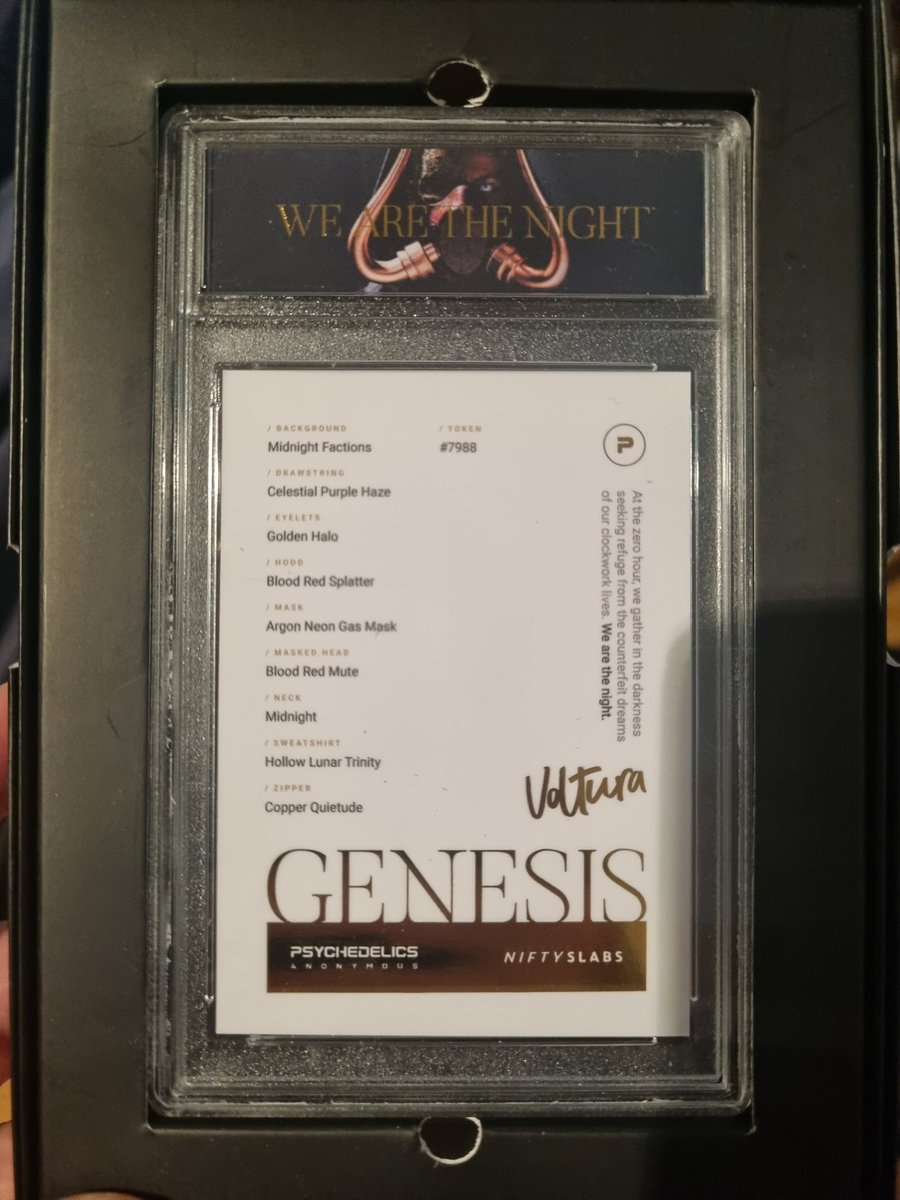 WE ARE THE NIGHT
/ BACKGROUND
Midnight Factions
/ TOKEN
#7988
/ DRAWSTRING
Celestial Purple Haze
/ EYELETS
Golden Halo
/ HOOD
Blood Red Splatter
/ MASK
Argon Neon Gas Mask
/ MASKED HEAD
Blood Red Mute
/ NECK
Midnight
/ SWEATSHIRT
Hollow Lunar Trinity
/ ZIPPER
Copper Quietude
P
At the zero hour, we gather in the darkness
seeking refuge from the counterfeit dreams
of our clockwork lives. We are the night.
Voltura
GENESIS
PSYCHEDELICS
ANONYMOUS
NIFTYSLABS